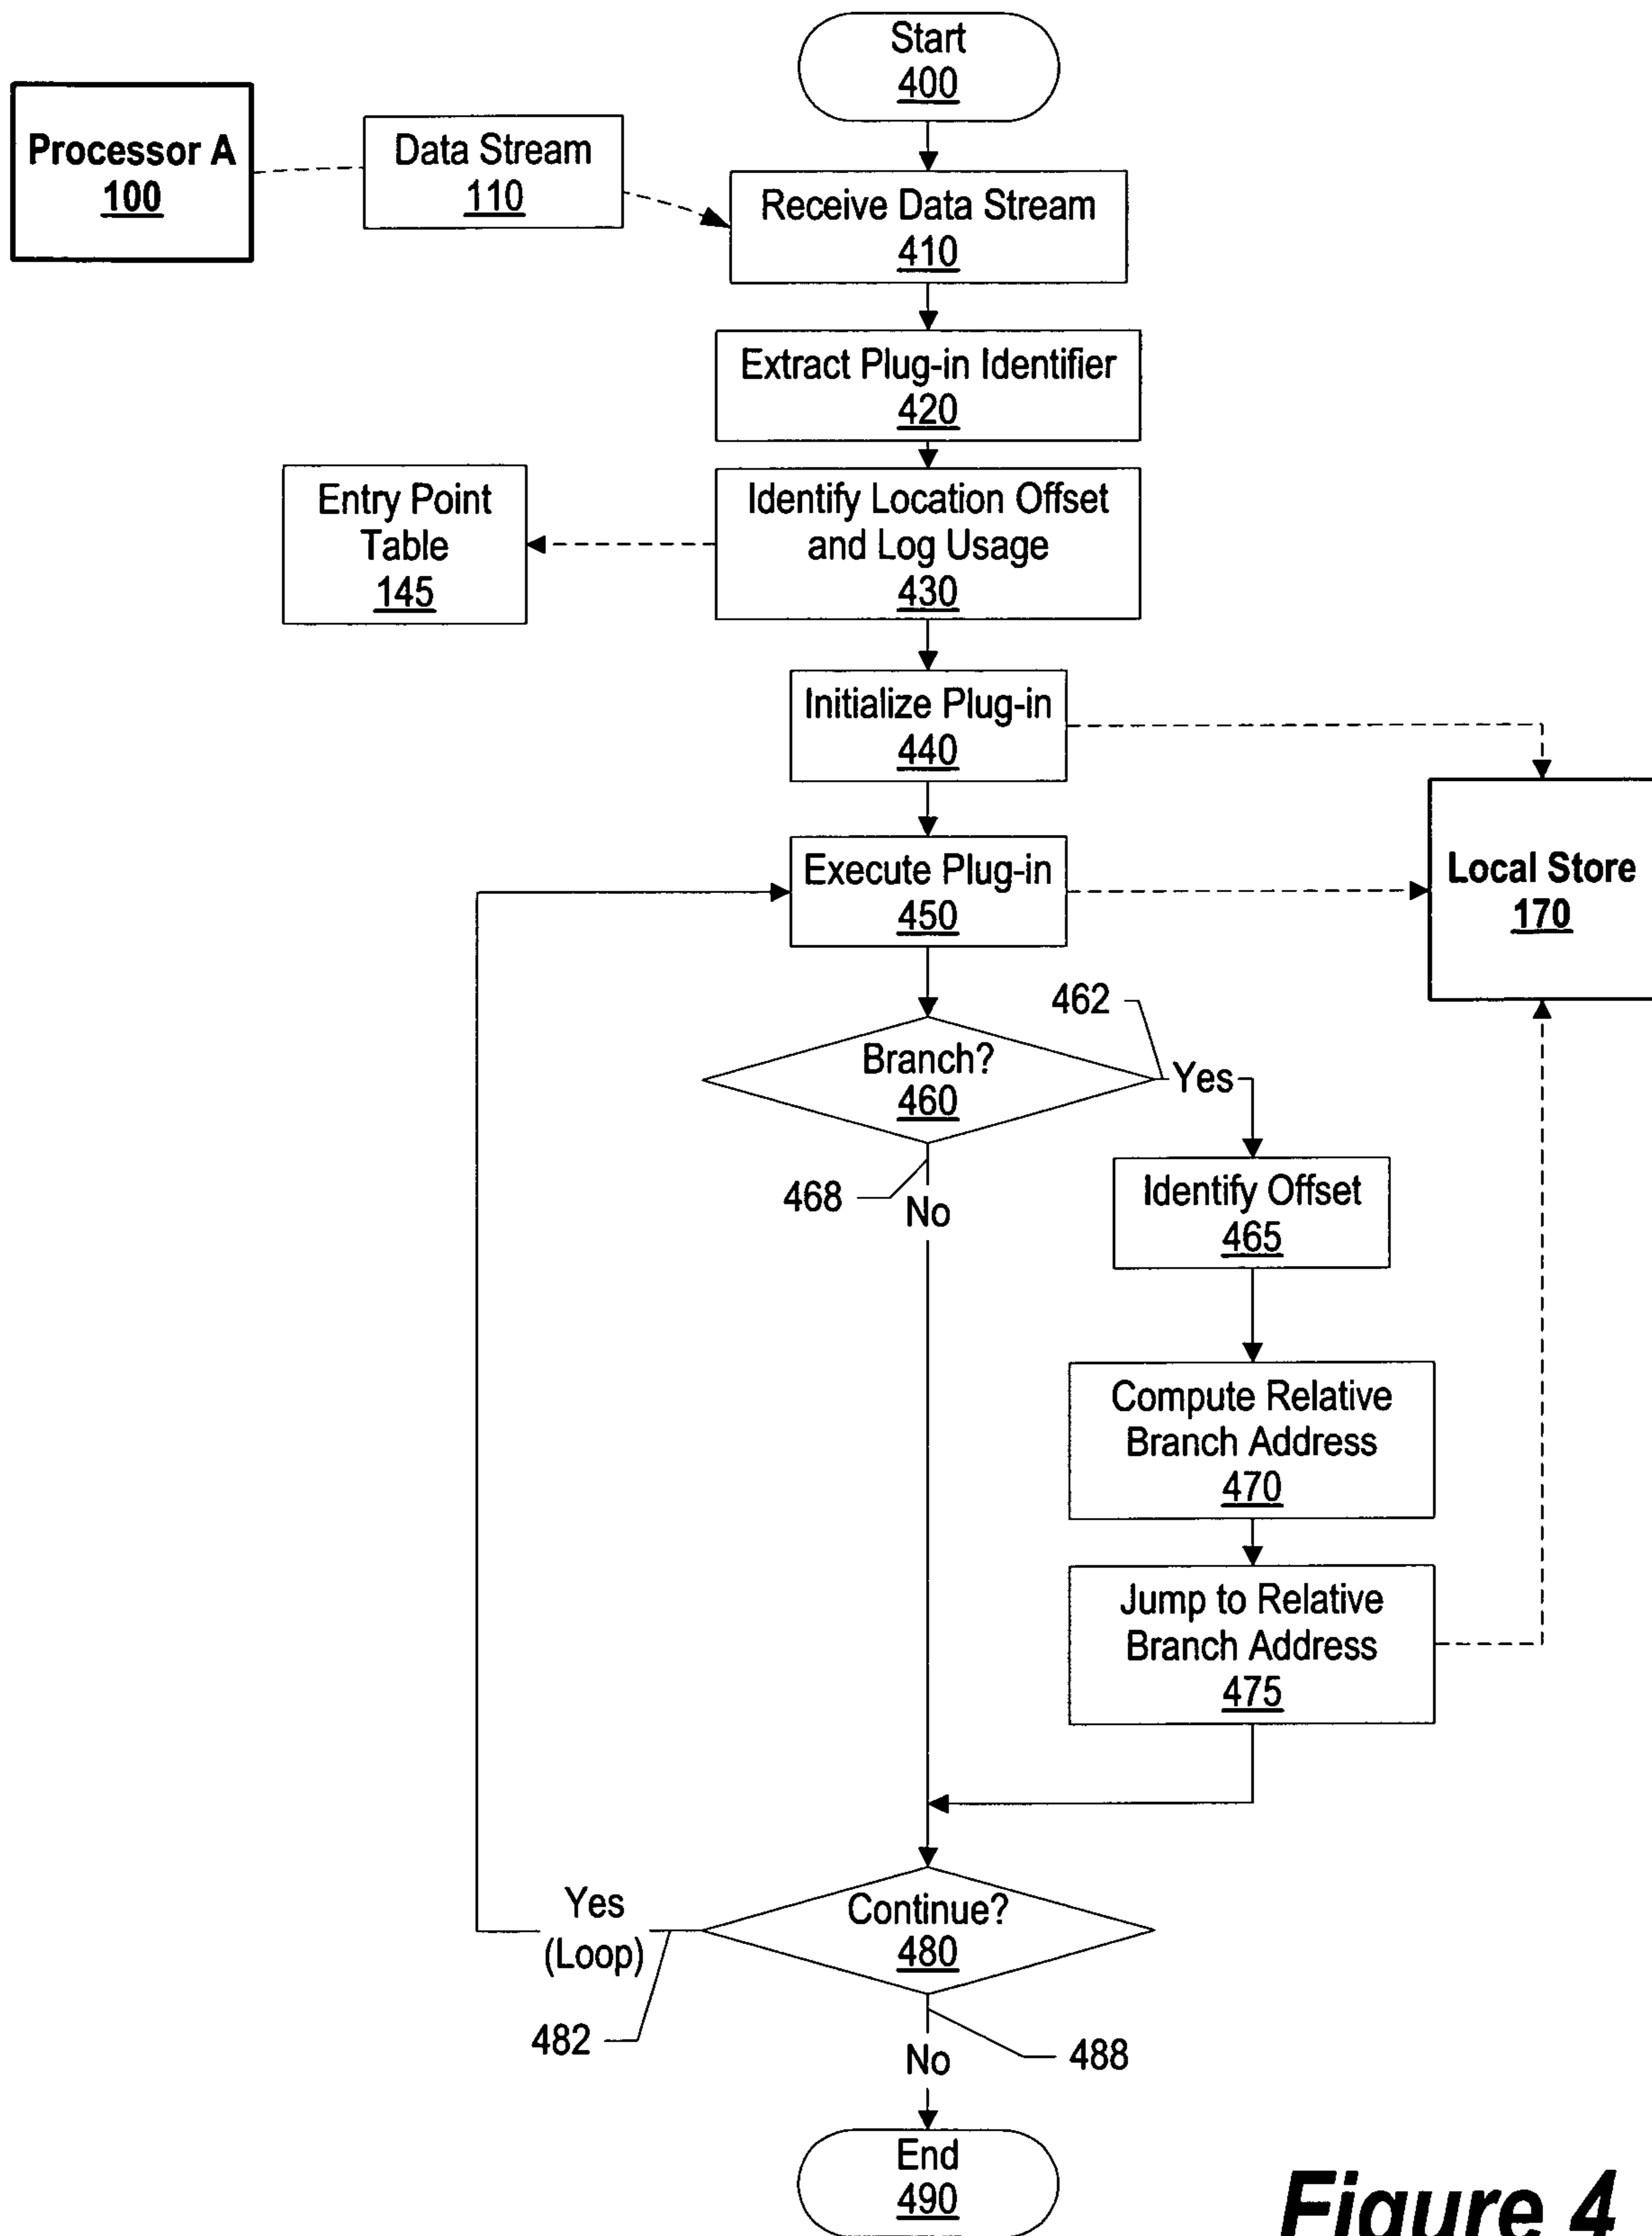 Start
400
Processor A
100
Data Stream
110
Receive Data Stream
410
Extract Plug-in Identifier
420
Entry Point
Table
145
Identify Location Offset
and Log Usage
430
Initialize Plug-in
440
Execute Plug-in
450
Local Store
170
462
Branch?
460
Yes
468
No
Identify Offset
465
Compute Relative
Branch Address
470
Jump to Relative
Branch Address
475
Yes
(Loop)
Continue?
480
482
488
No
End
490
Figure 4